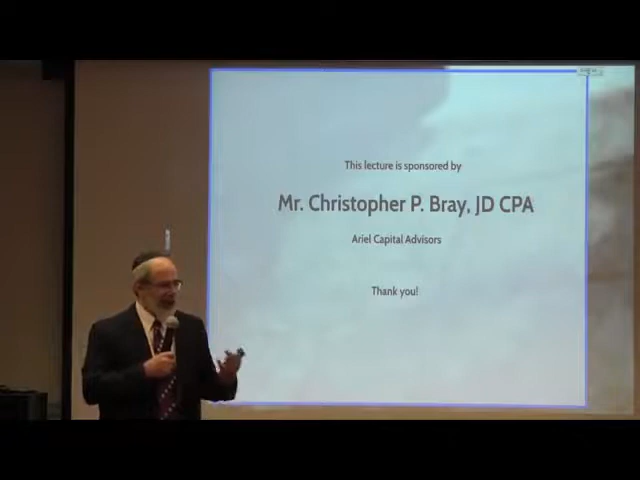 This lecture is sponsored by
Mr. Christopher P. Bray, JD CPA
Ariel Capital Advisors
Thank you!